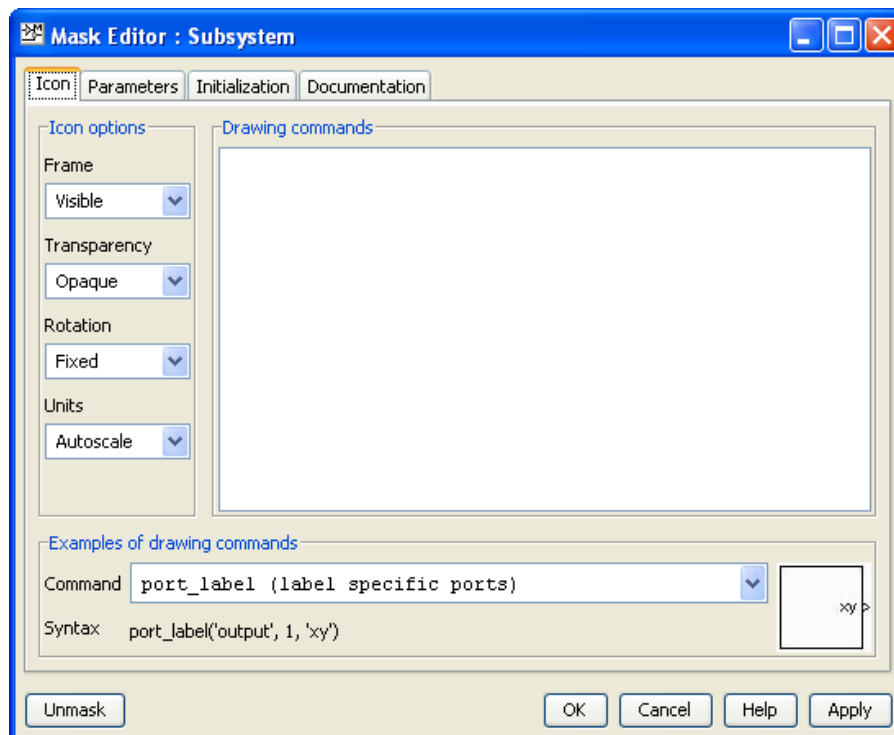 Mask Editor : Subsystem
Icon Parameters Initialization Documentation
Icon options
Drawing commands
Frame
Visible
Transparency
Opaque
Rotation
Fixed
Units
Autoscale
Examples of drawing commands
Command port_label (label specific ports)
xy >
Syntax port_label('output', 1, 'xy')
Unmask OK Cancel Help Apply